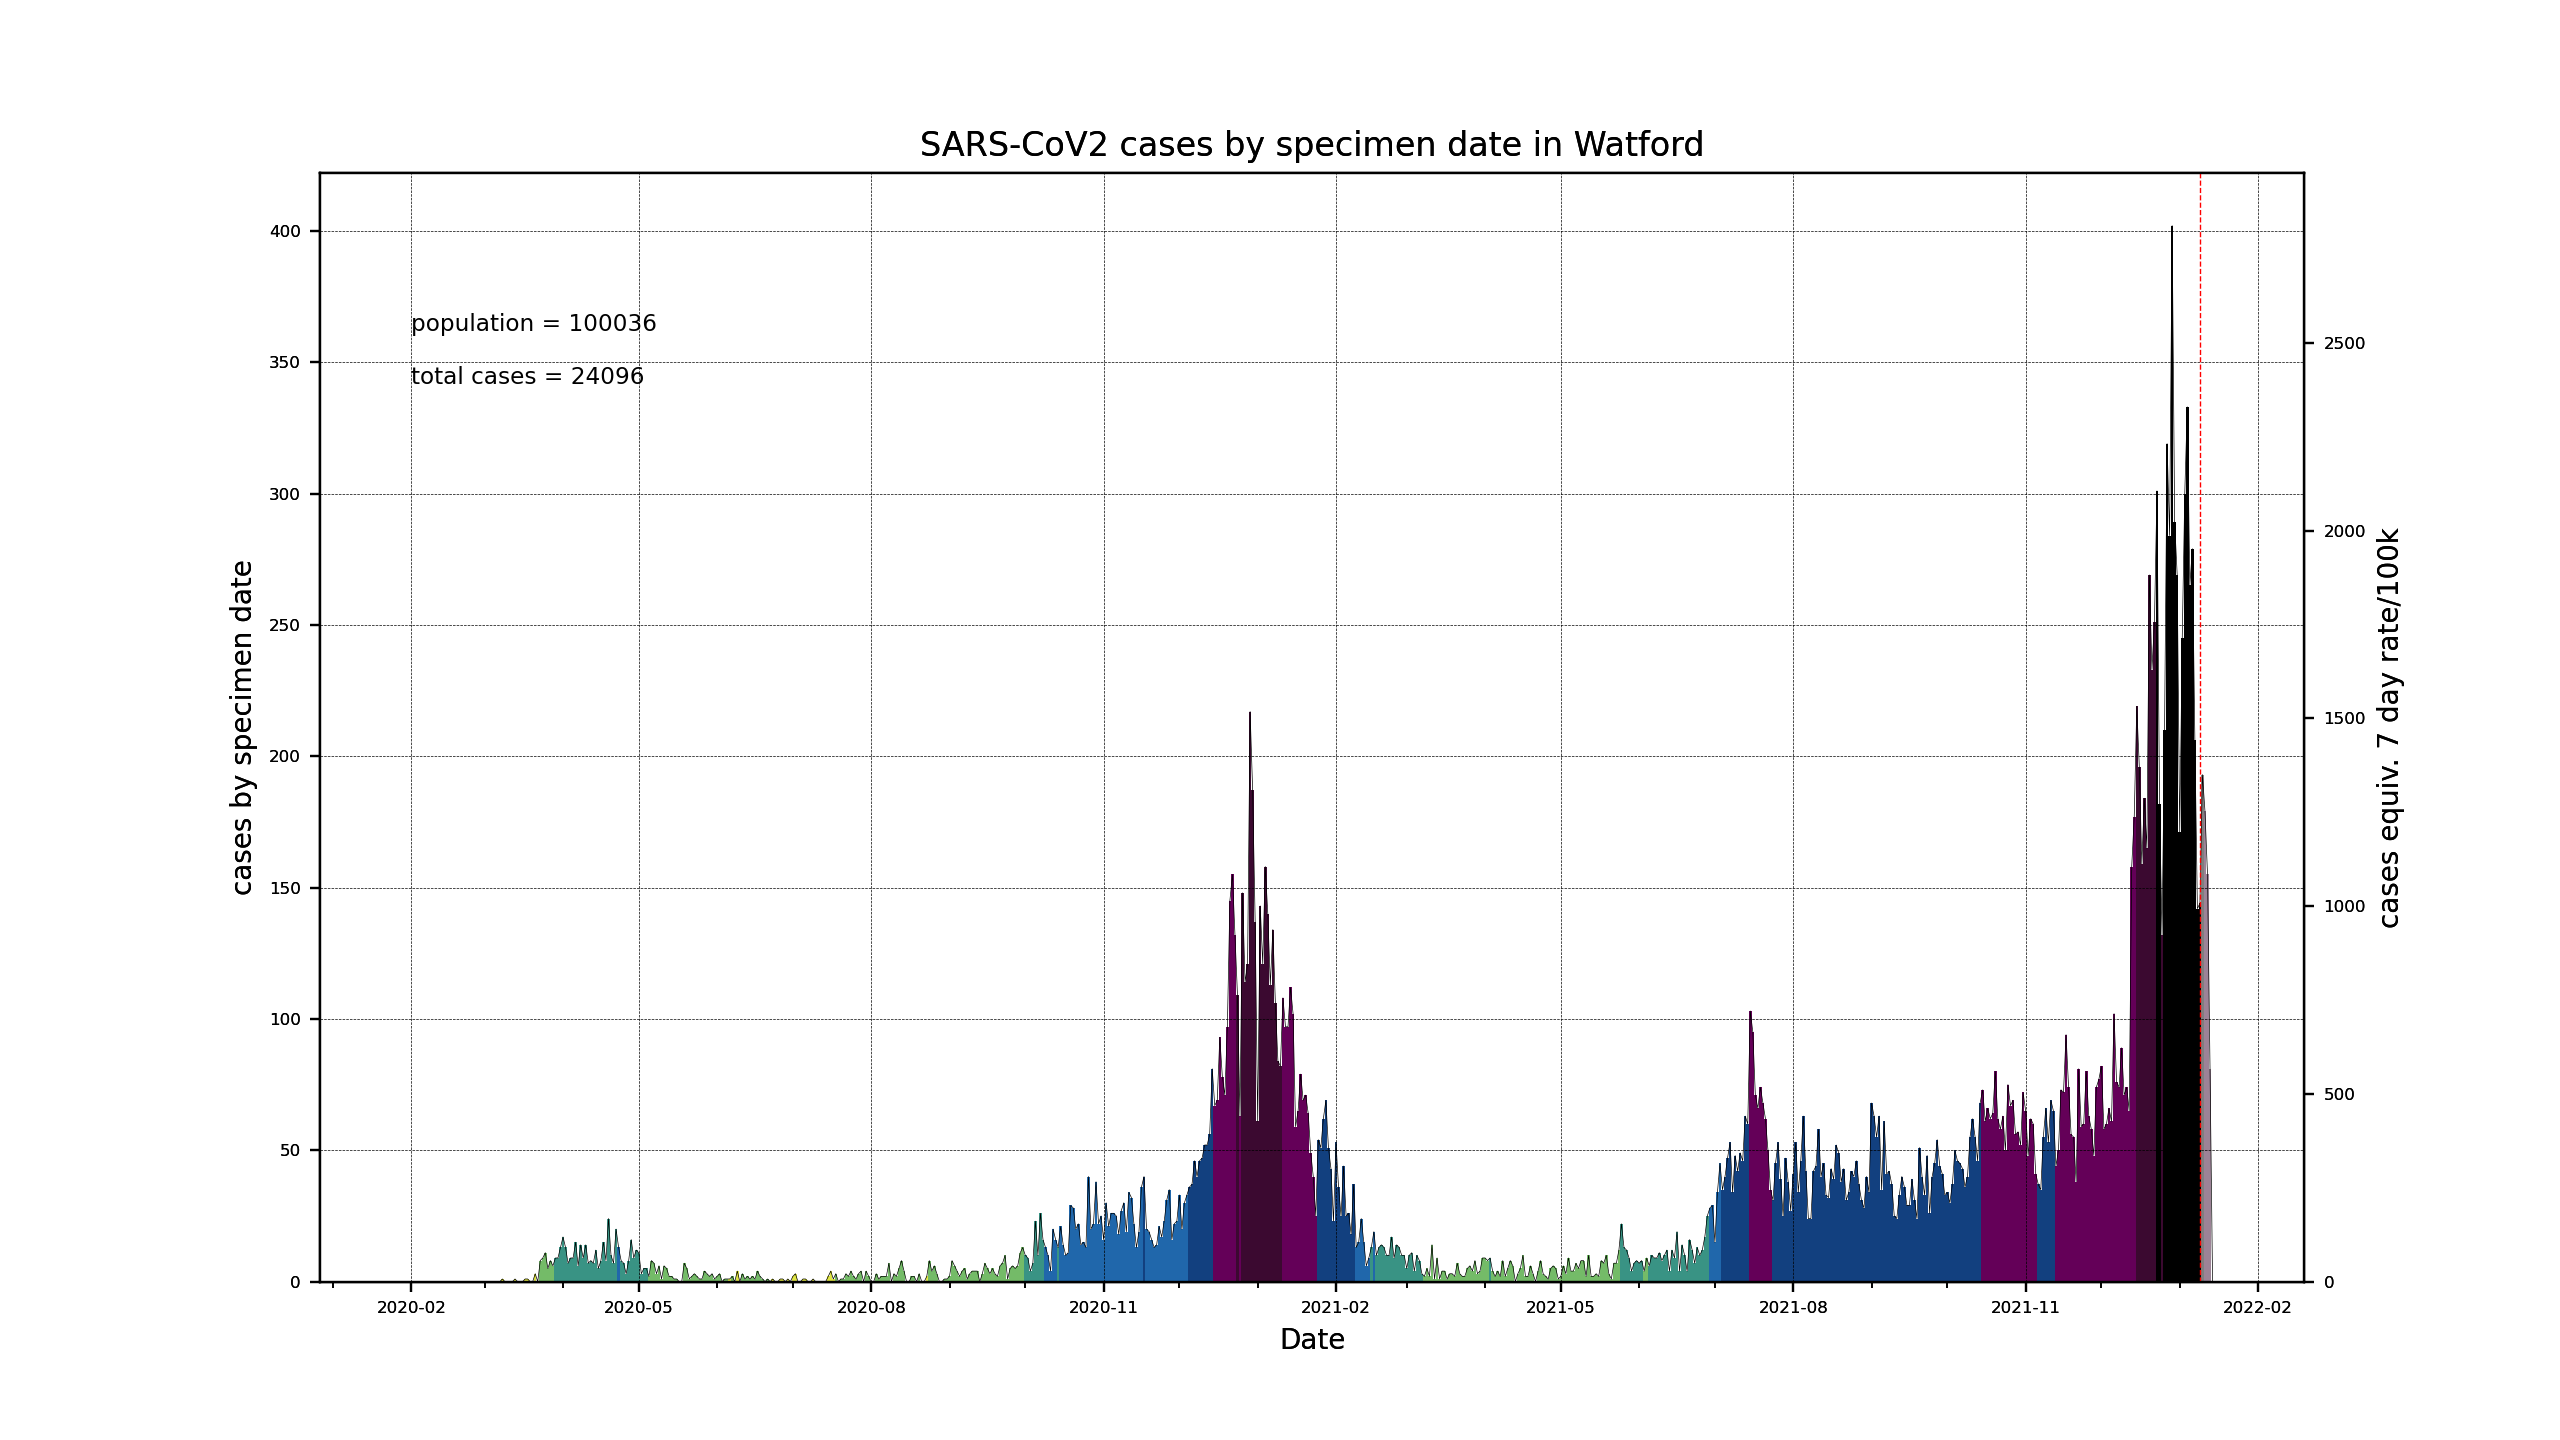 SARS-CoV2 cases by specimen date in Watford
population = 100036
total cases = 24096
cases by specimen date
400
350
300
250
200
150
100
50
0
cases equiv. 7 day rate/100k
2500
2000
1500
1000
500
0
2020-02 2020-05 2020-08 2020-11 2021-02 2021-05 2021-08 2021-11 2022-02
Date